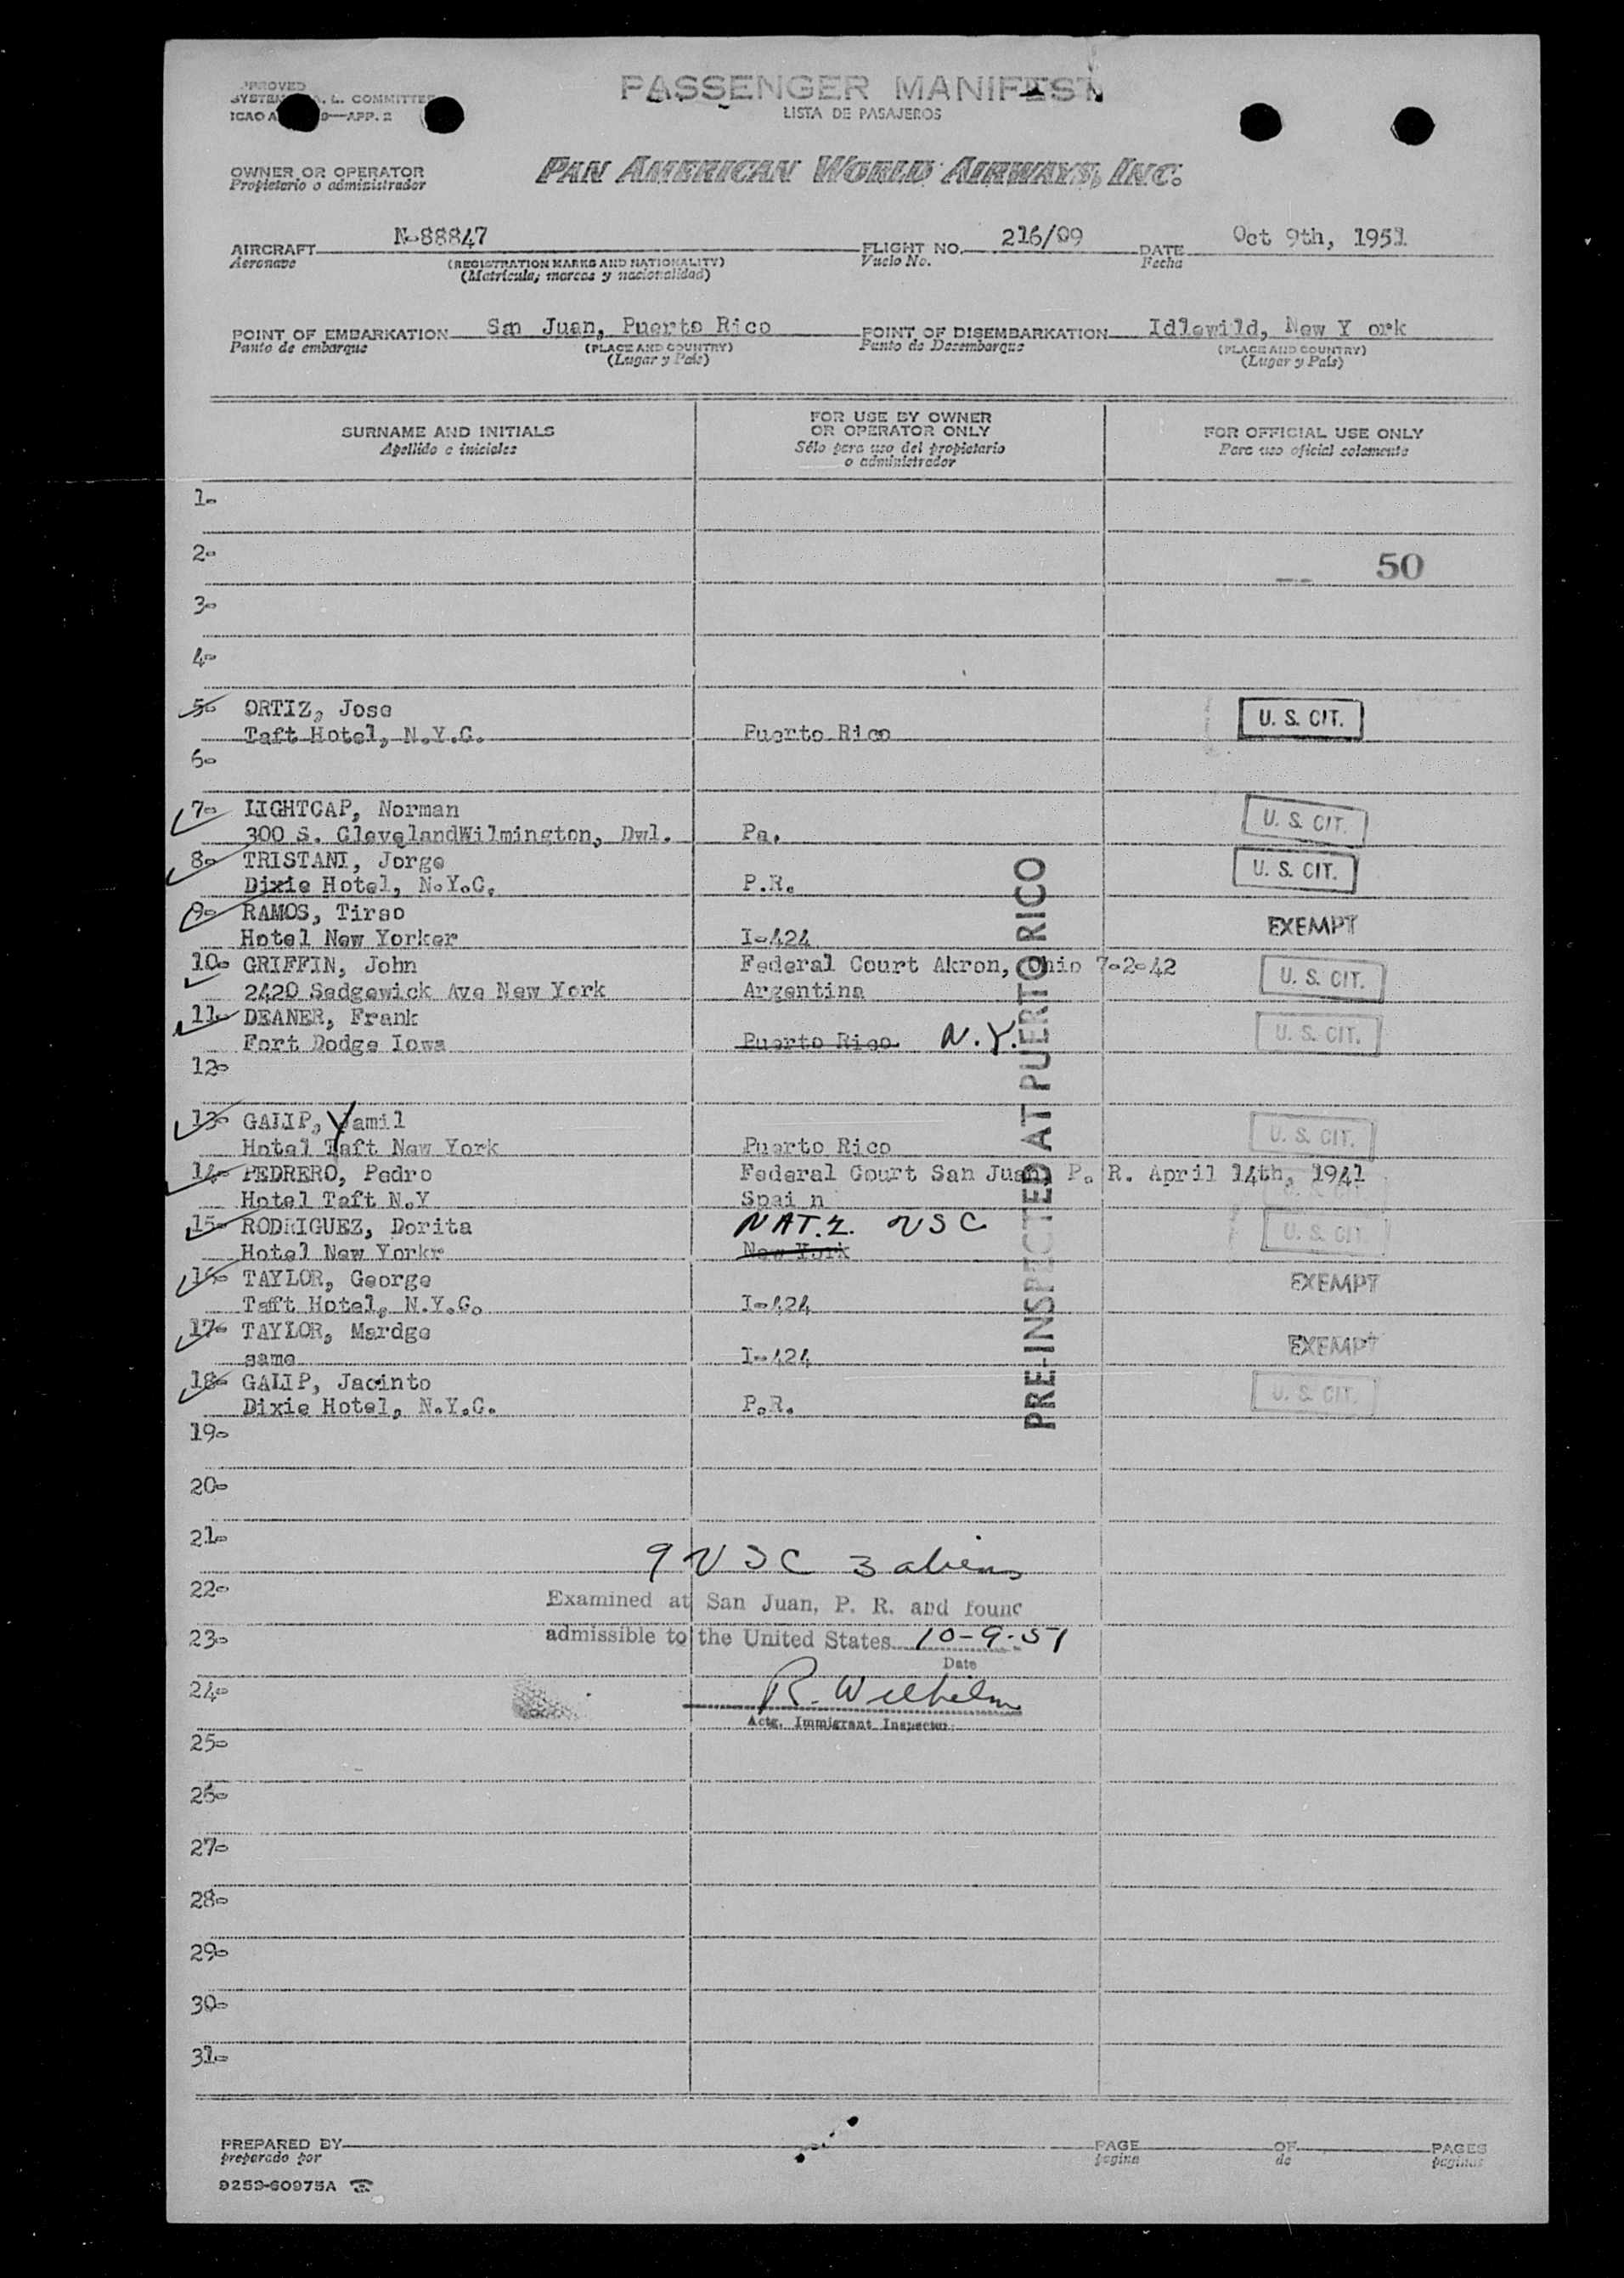 PASSENGER MANIFEST
LISTA DE PASAJEROS
APP. 2
OWNER OR OPERATOR
Propietario o administrador
PAN AMERICAN WORLD AIRWAYS, INC.
AIRCRAFT N-88847 FLIGHT NO. 216/09 DATE Oct 9th, 1951
Aeronave (REGISTRATION MARKS AND NATIONALITY) Vuelo No. Fecha
(Matricula, marcas y nacionalidad)
POINT OF EMBARKATION San Juan, Puerto Rico POINT OF DISEMBARKATION Idlewild, New Y ork
Punto de embarque (PLACE AND COUNTRY) Punto de Desembarque (PLACE AND COUNTRY)
(Lugar y País) (Lugar y País)
SURNAME AND INITIALS
Apellido e iniciales
FOR USE BY OWNER
OR OPERATOR ONLY
Sólo para uso del propietario
o administrador
FOR OFFICIAL USE ONLY
Para uso oficial solamente
1-
2- 50
3-
4-
5- ORTIZ, Jose U. S. CIT.
Taft Hotel, N.Y.C. Puerto Rico
6-
7- LIGHTCAP, Norman U. S. CIT.
300 S. ClevelandWilmington, Dwl. Pa.
8- TRISTANI, Jorge U. S. CIT.
Dixie Hotel, N.Y.C. P.R.
9- RAMOS, Tirso EXEMPT
Hotel New Yorker I-424
10- GRIFFIN, John Federal Court Akron, Ohio 7-2-42 U. S. CIT.
2420 Sedgewick Ave New York Argentina
11- DEANER, Frank U. S. CIT.
Fort Dodge Iowa Puerto Rico N.Y.
12-
13- GALIP, Yamil U. S. CIT.
Hotel Taft New York Puerto Rico
14- PEDRERO, Pedro Federal Court San Juan P. R. April 14th, 1941
Hotel Taft N.Y Spai n
15- RODRIGUEZ, Dorita NATZ. USC U. S. CIT.
Hotel New Yorkr New York
16- TAYLOR, George EXEMPT
Taft Hotel, N.Y.C. I-424
17- TAYLOR, Mardge EXEMPT
same I-424
18- GALIP, Jacinto U. S. CIT.
Dixie Hotel, N.Y.C. P.R.
PRE-INSPECTED AT PUERTO RICO
19-
20-
21-
9 USC 3 aliens
22-
Examined at San Juan, P. R. and found
23- admissible to the United States 10-9-51
Date
24- R. Wilhelm
Actg. Immigrant Inspector.
25-
26-
27-
28-
29-
30-
31-
PREPARED BY PAGE OF PAGES
preparado por pagina de paginas
9253-60975A